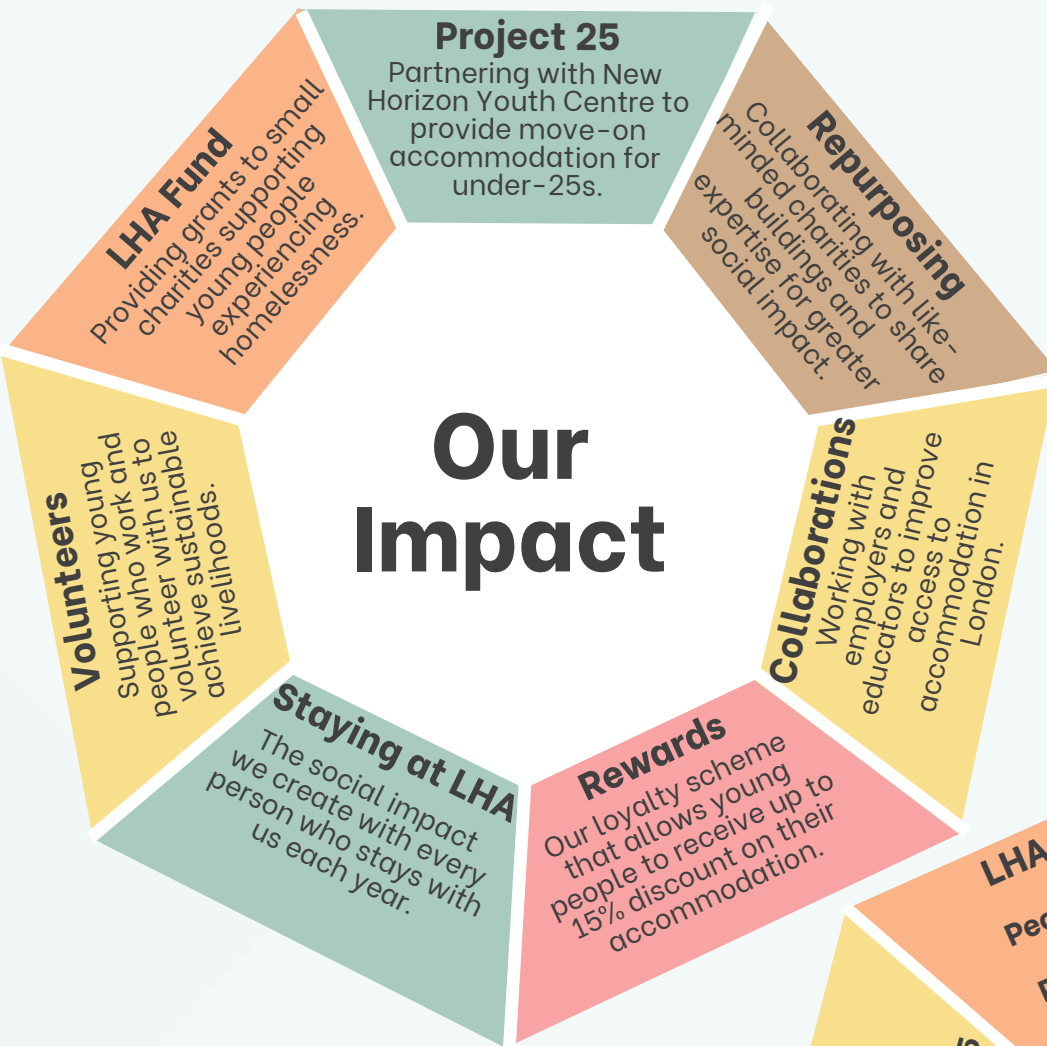 Project 25
Partnering with New
Horizon Youth Centre to
provide move-on
accommodation for
under-25s.
Repurposing
Collaborating with like-
minded charities to share
buildings and
expertise for greater
social impact.
Collaborations
Working with
employers and
educators to improve
access to
accommodation in
London.
Rewards
Our loyalty scheme
that allows young
people to receive up to
15% discount on their
accommodation.
Staying at LHA
The social impact
we create with every
person who stays with
us each year.
Volunteers
Supporting young
people who work and
volunteer with us to
achieve sustainable
livelihoods.
LHA Fund
Providing grants to small
charities supporting
young people
experiencing
homelessness.
Our
Impact
LHA